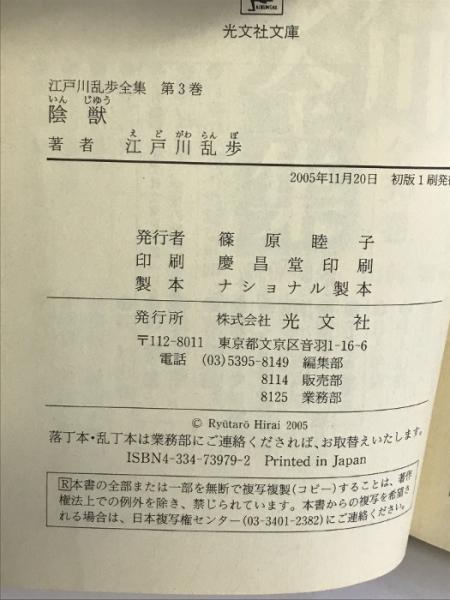 光文社文庫
江戸川乱歩全集 第3巻
いん じゅう
陰獣
え ど がわ らん ぽ
著者 江戸川乱歩
2005年11月20日 初版1刷発
発行者 篠原睦子
印刷 慶昌堂印刷
製本 ナショナル製本
発行所 株式会社 光文社
〒112-8011 東京都文京区音羽1-16-6
電話 (03)5395-8149 編集部
8114 販売部
8125 業務部
© Ryūtarō Hirai 2005
落丁本・乱丁本は業務部にご連絡くだされば、お取替えいたします。
ISBN4-334-73979-2 Printed in Japan
Ⓡ本書の全部または一部を無断で複写複製(コピー)することは、著作
権法上での例外を除き、禁じられています。本書からの複写を希望さ
れる場合は、日本複写権センター(03-3401-2382)にご連絡ください。